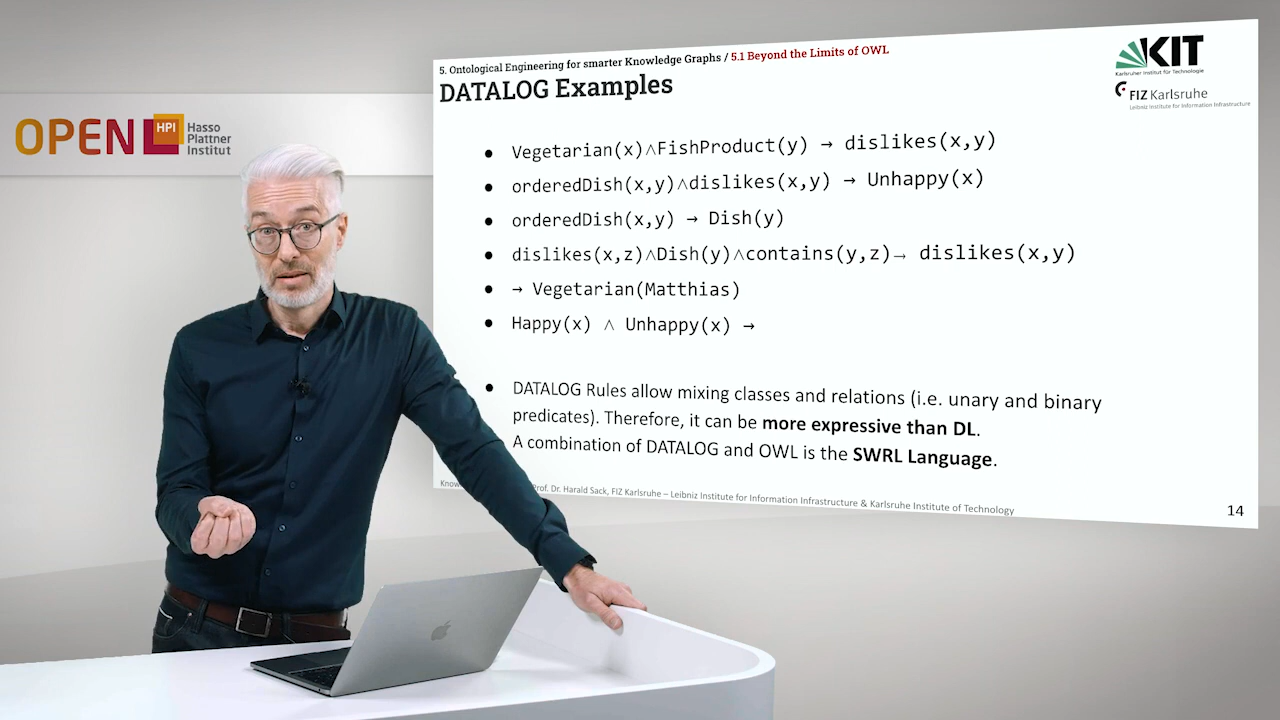 5. Ontological Engineering for smarter Knowledge Graphs / 5.1 Beyond the Limits of OWL
DATALOG Examples
KIT
Karlsruher Institut für Technologie
FIZ Karlsruhe
Leibniz Institute for Information Infrastructure
OPEN HPI Hasso
Plattner
Institut
• Vegetarian(x)∧FishProduct(y) → dislikes(x,y)
• orderedDish(x,y)∧dislikes(x,y) → Unhappy(x)
• orderedDish(x,y) → Dish(y)
• dislikes(x,z)∧Dish(y)∧contains(y,z)→ dislikes(x,y)
• → Vegetarian(Matthias)
• Happy(x) ∧ Unhappy(x) →
• DATALOG Rules allow mixing classes and relations (i.e. unary and binary
predicates). Therefore, it can be more expressive than DL.
A combination of DATALOG and OWL is the SWRL Language.
Prof. Dr. Harald Sack, FIZ Karlsruhe – Leibniz Institute for Information Infrastructure & Karlsruhe Institute of Technology
14